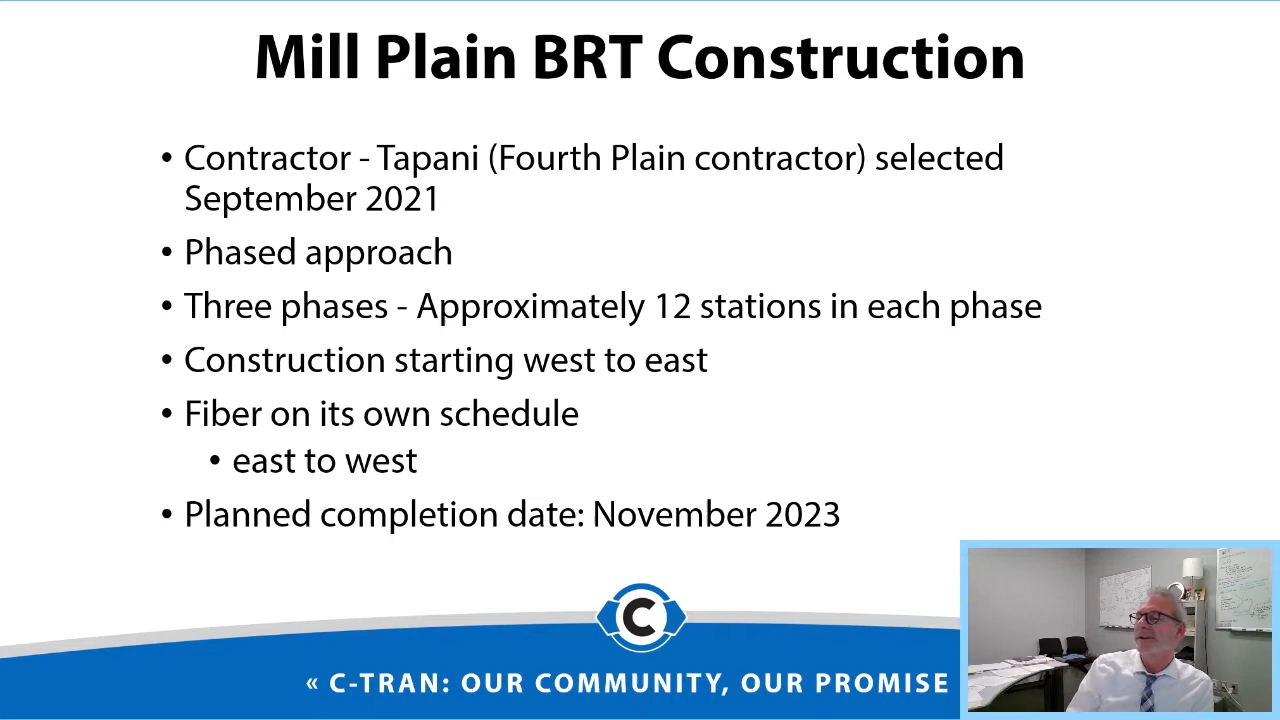 Mill Plain BRT Construction
• Contractor - Tapani (Fourth Plain contractor) selected
September 2021
• Phased approach
• Three phases - Approximately 12 stations in each phase
• Construction starting west to east
• Fiber on its own schedule
• east to west
• Planned completion date: November 2023
C
« C-TRAN: OUR COMMUNITY, OUR PROMISE